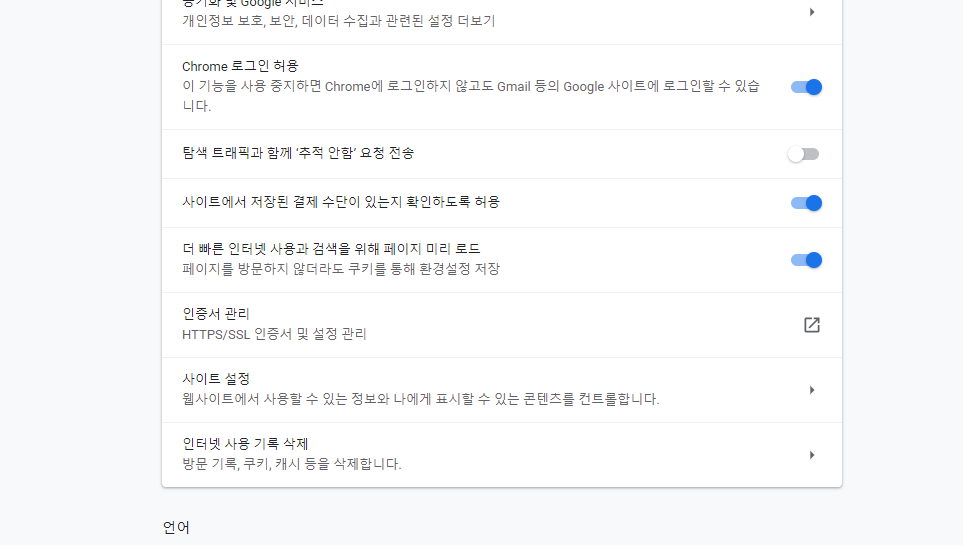 동기화 및 Google 서비스
개인정보 보호, 보안, 데이터 수집과 관련된 설정 더보기
Chrome 로그인 허용
이 기능을 사용 중지하면 Chrome에 로그인하지 않고도 Gmail 등의 Google 사이트에 로그인할 수 있습
니다.
탐색 트래픽과 함께 ‘추적 안함’ 요청 전송
사이트에서 저장된 결제 수단이 있는지 확인하도록 허용
더 빠른 인터넷 사용과 검색을 위해 페이지 미리 로드
페이지를 방문하지 않더라도 쿠키를 통해 환경설정 저장
인증서 관리
HTTPS/SSL 인증서 및 설정 관리
사이트 설정
웹사이트에서 사용할 수 있는 정보와 나에게 표시할 수 있는 콘텐츠를 컨트롤합니다.
인터넷 사용 기록 삭제
방문 기록, 쿠키, 캐시 등을 삭제합니다.
언어